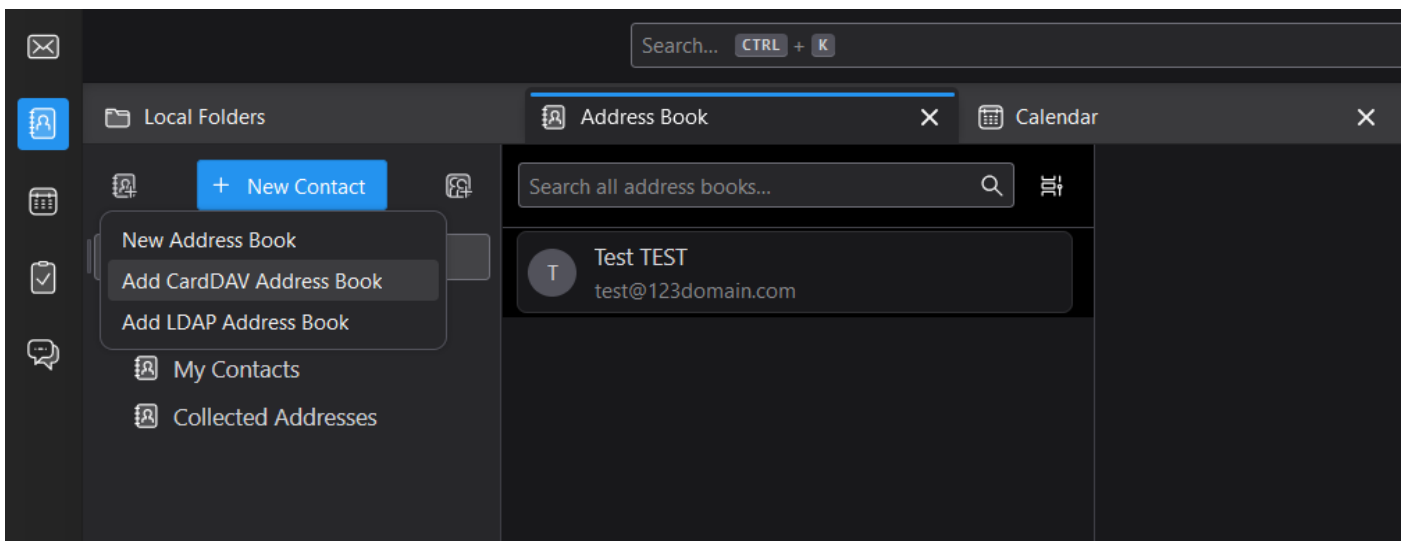 Search... CTRL + K
Local Folders
Address Book
Calendar
+ New Contact
Search all address books...
New Address Book
Add CardDAV Address Book
Add LDAP Address Book
My Contacts
Collected Addresses
T
Test TEST
test@123domain.com